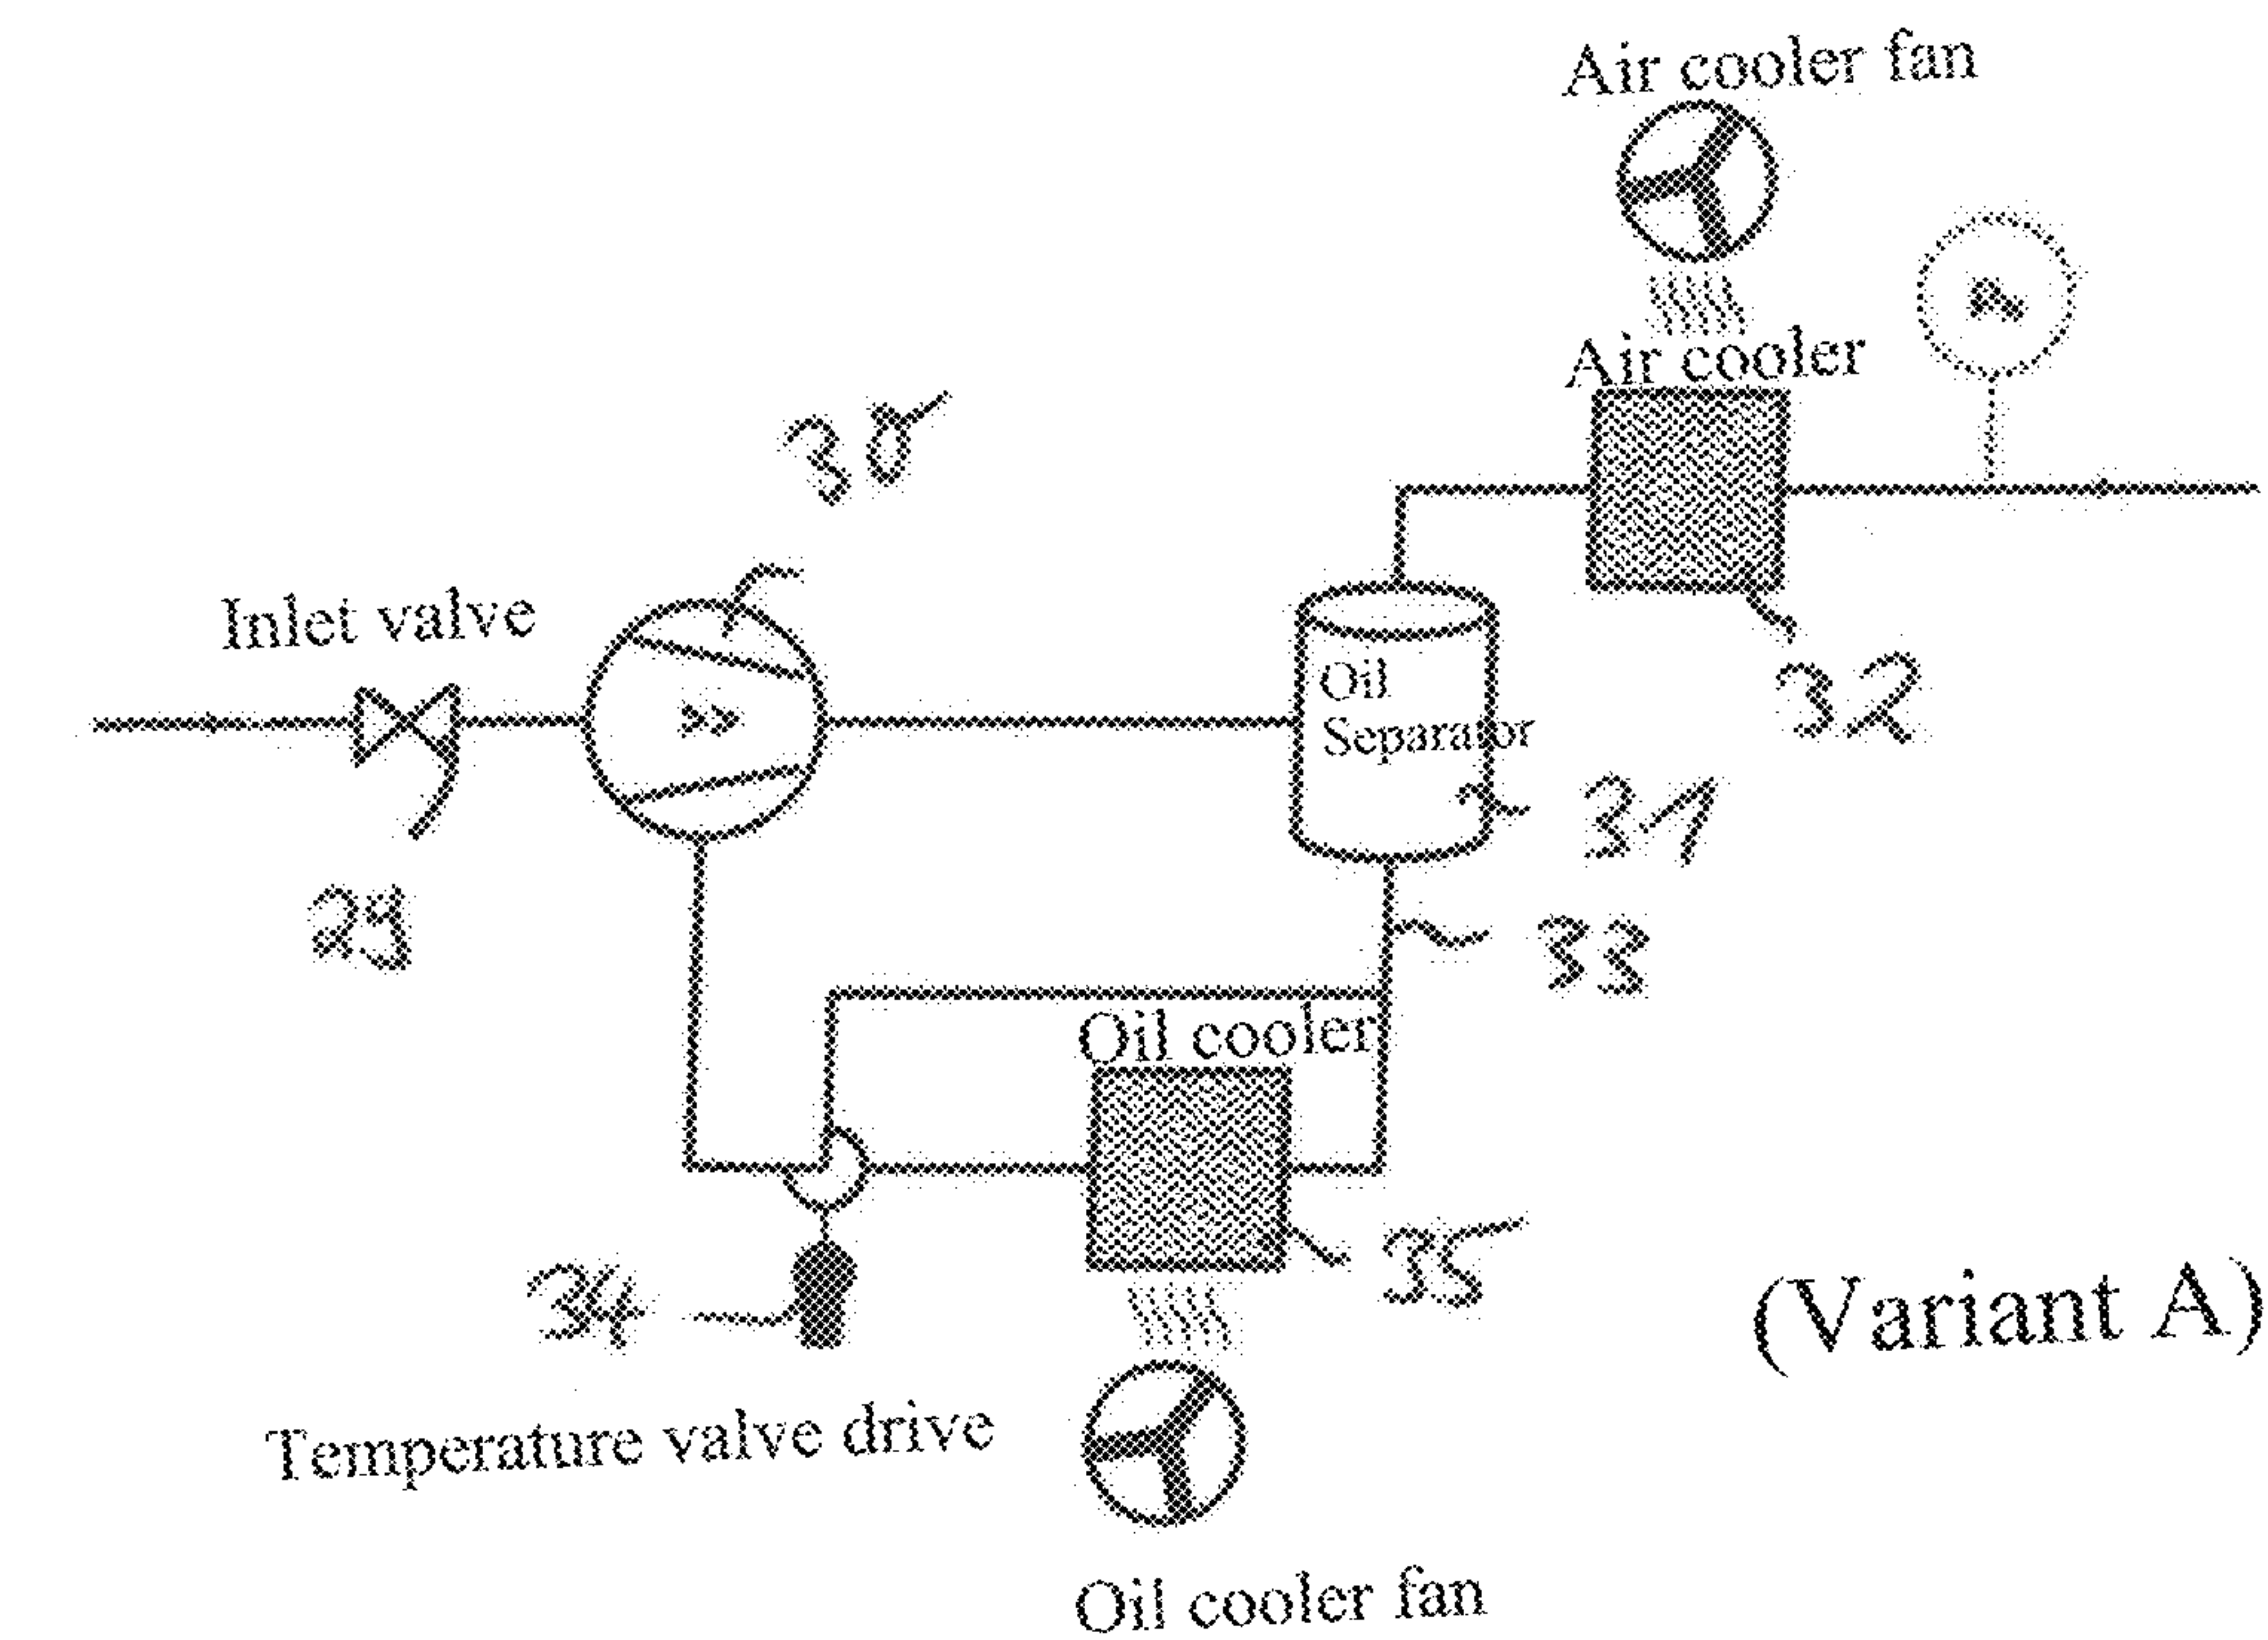 Air cooler fan
Air cooler
30
Inlet valve
Oil
Separator
32
31
29
33
Oil cooler
34
35
(Variant A)
Temperature valve drive
Oil cooler fan